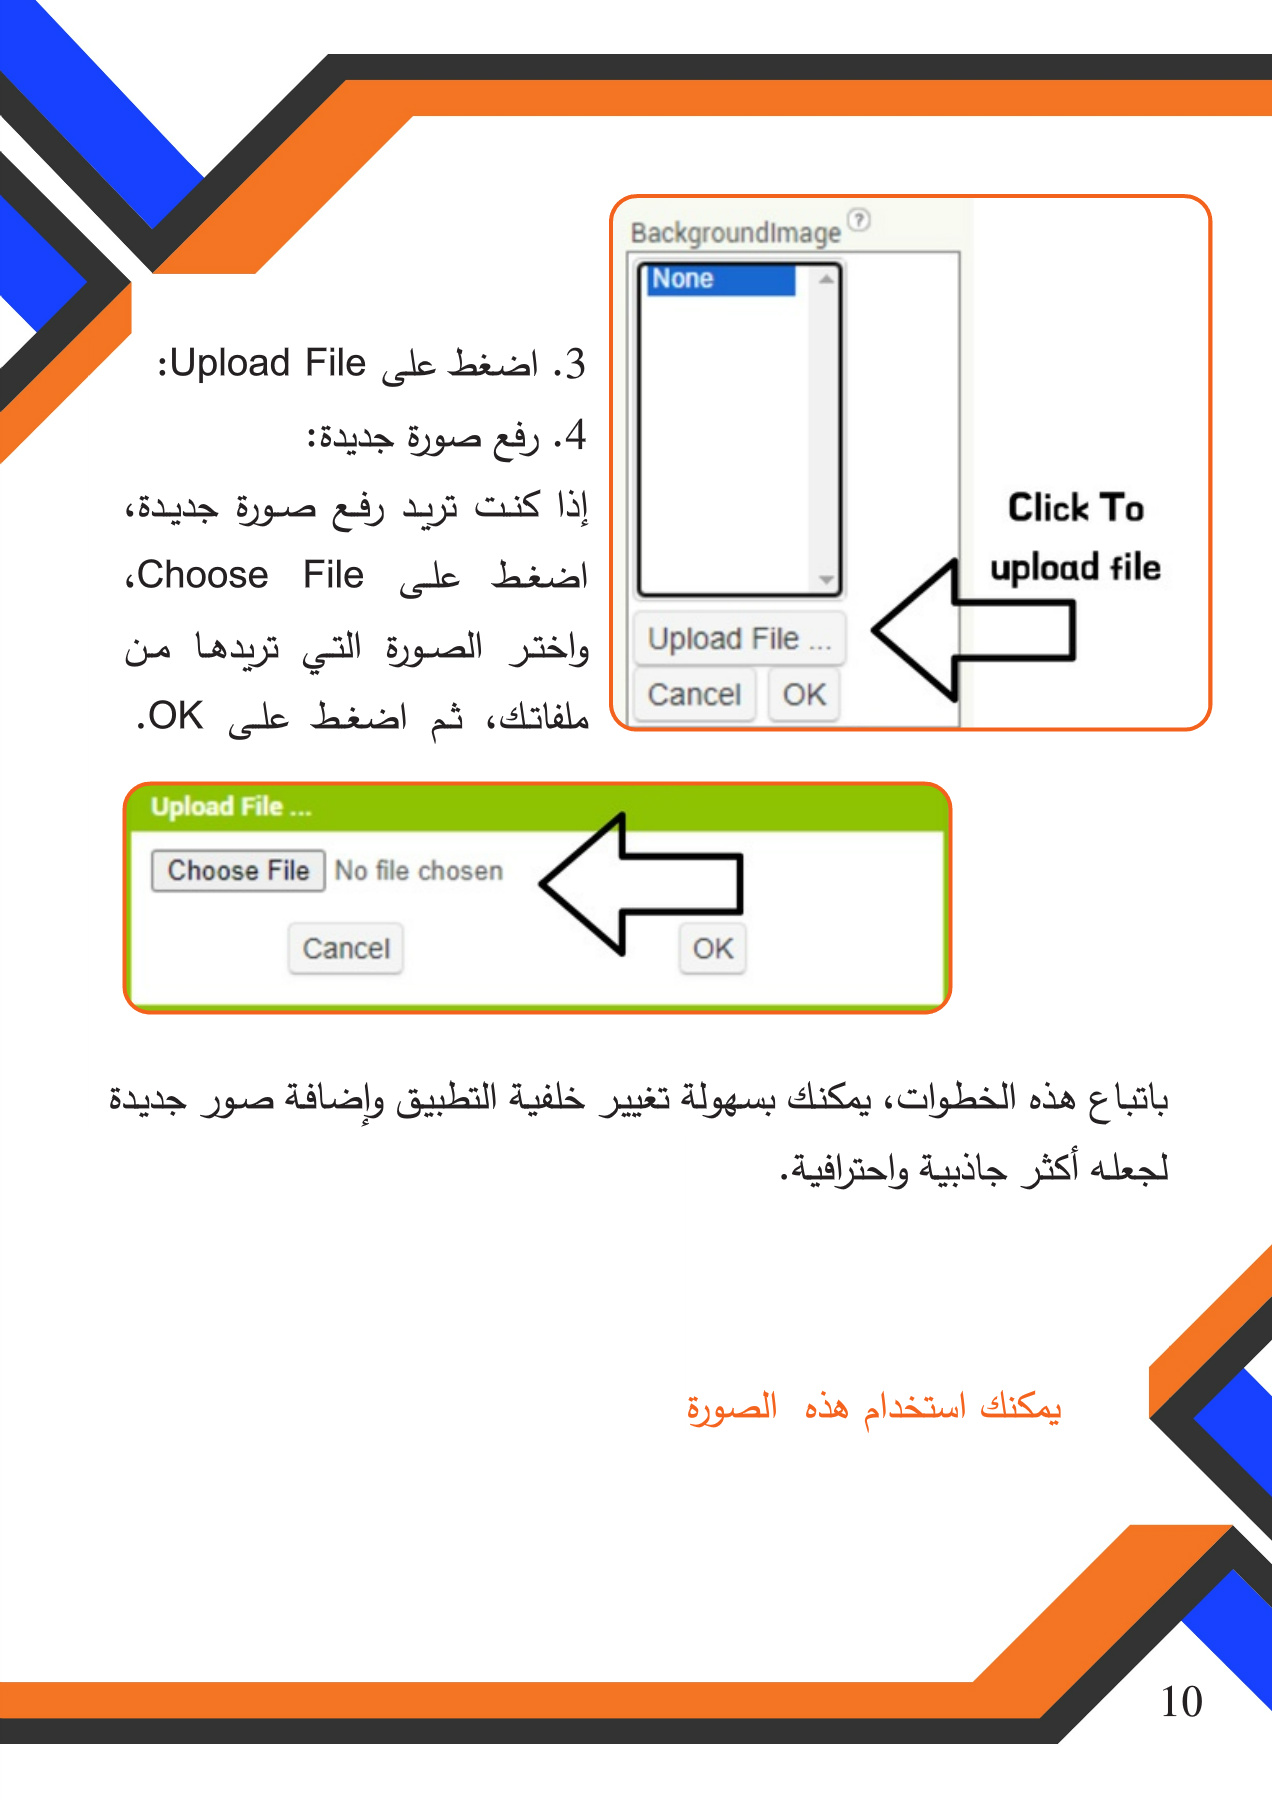 3. اضغط على Upload File:
4. رفع صورة جديدة:
إذا كنت تريد رفع صورة جديدة،
اضغط على Choose File،
واختر الصورة التي تريدها من
ملفاتك، ثم اضغط على OK.
BackgroundImage ?
None
Upload File ...
Cancel OK
Click To
upload file
Upload File ...
Choose File No file chosen
Cancel OK
باتباع هذه الخطوات، يمكنك بسهولة تغيير خلفية التطبيق وإضافة صور جديدة
لجعله أكثر جاذبية واحترافية.
يمكنك استخدام هذه الصورة
10